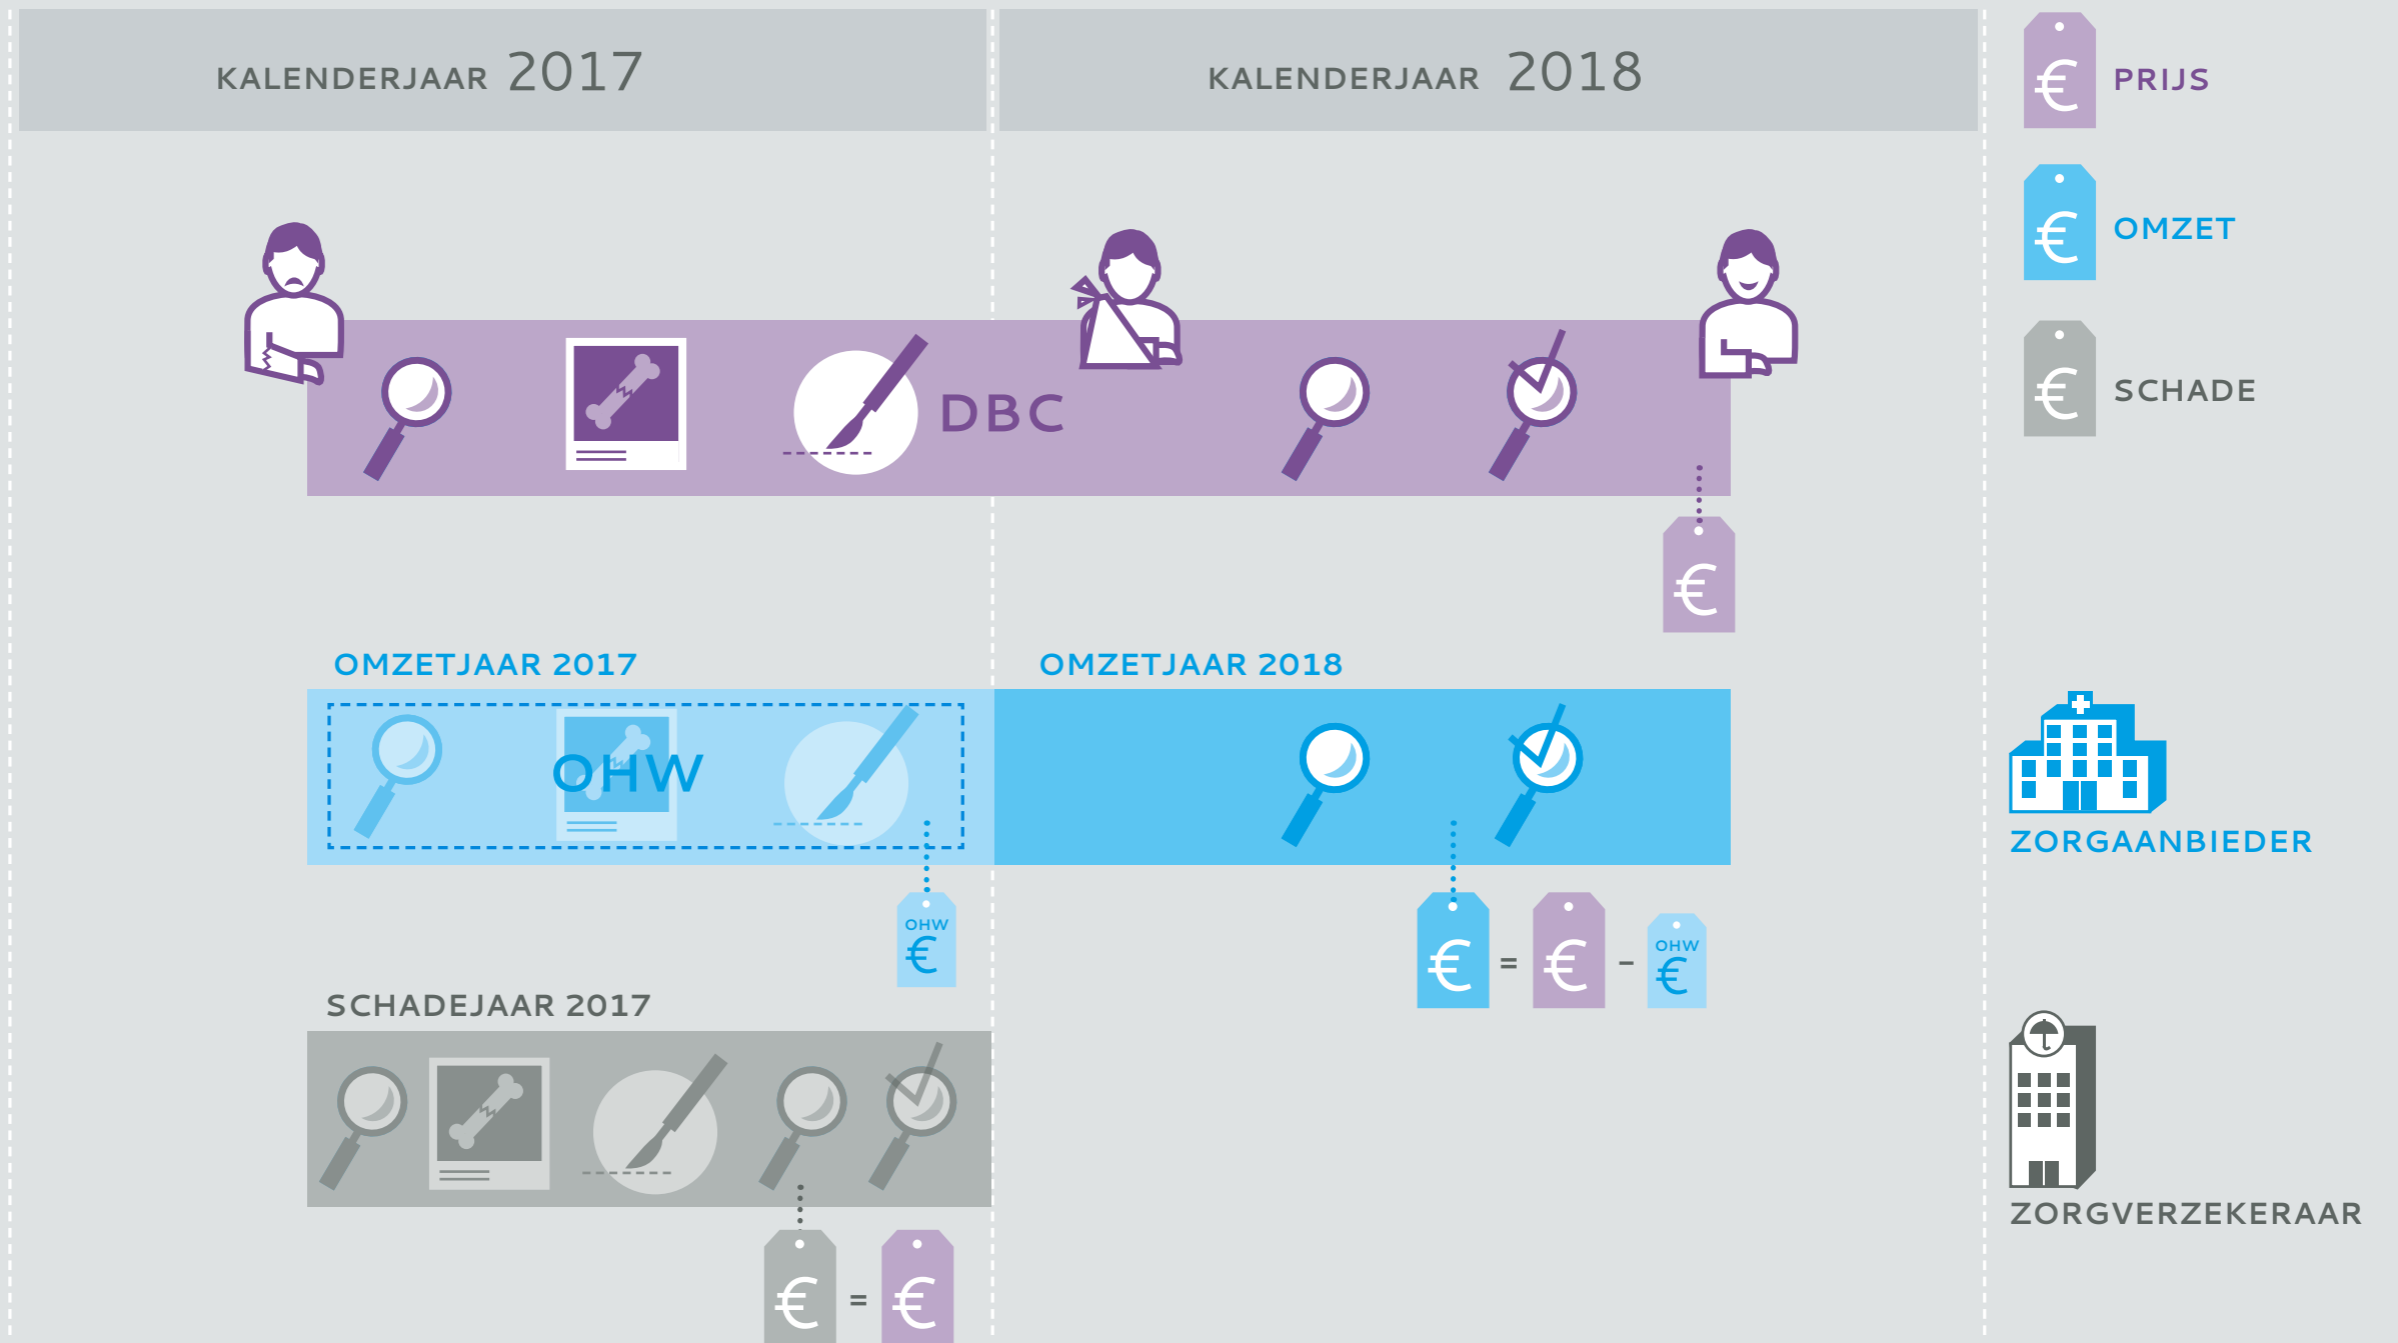 KALENDERJAAR 2017
KALENDERJAAR 2018
€ PRIJS
€ OMZET
€ SCHADE
DBC
€
OMZETJAAR 2017
OMZETJAAR 2018
OHW
ZORGAANBIEDER
OHW
€
€ = € - OHW €
SCHADEJAAR 2017
ZORGVERZEKERAAR
€ = €